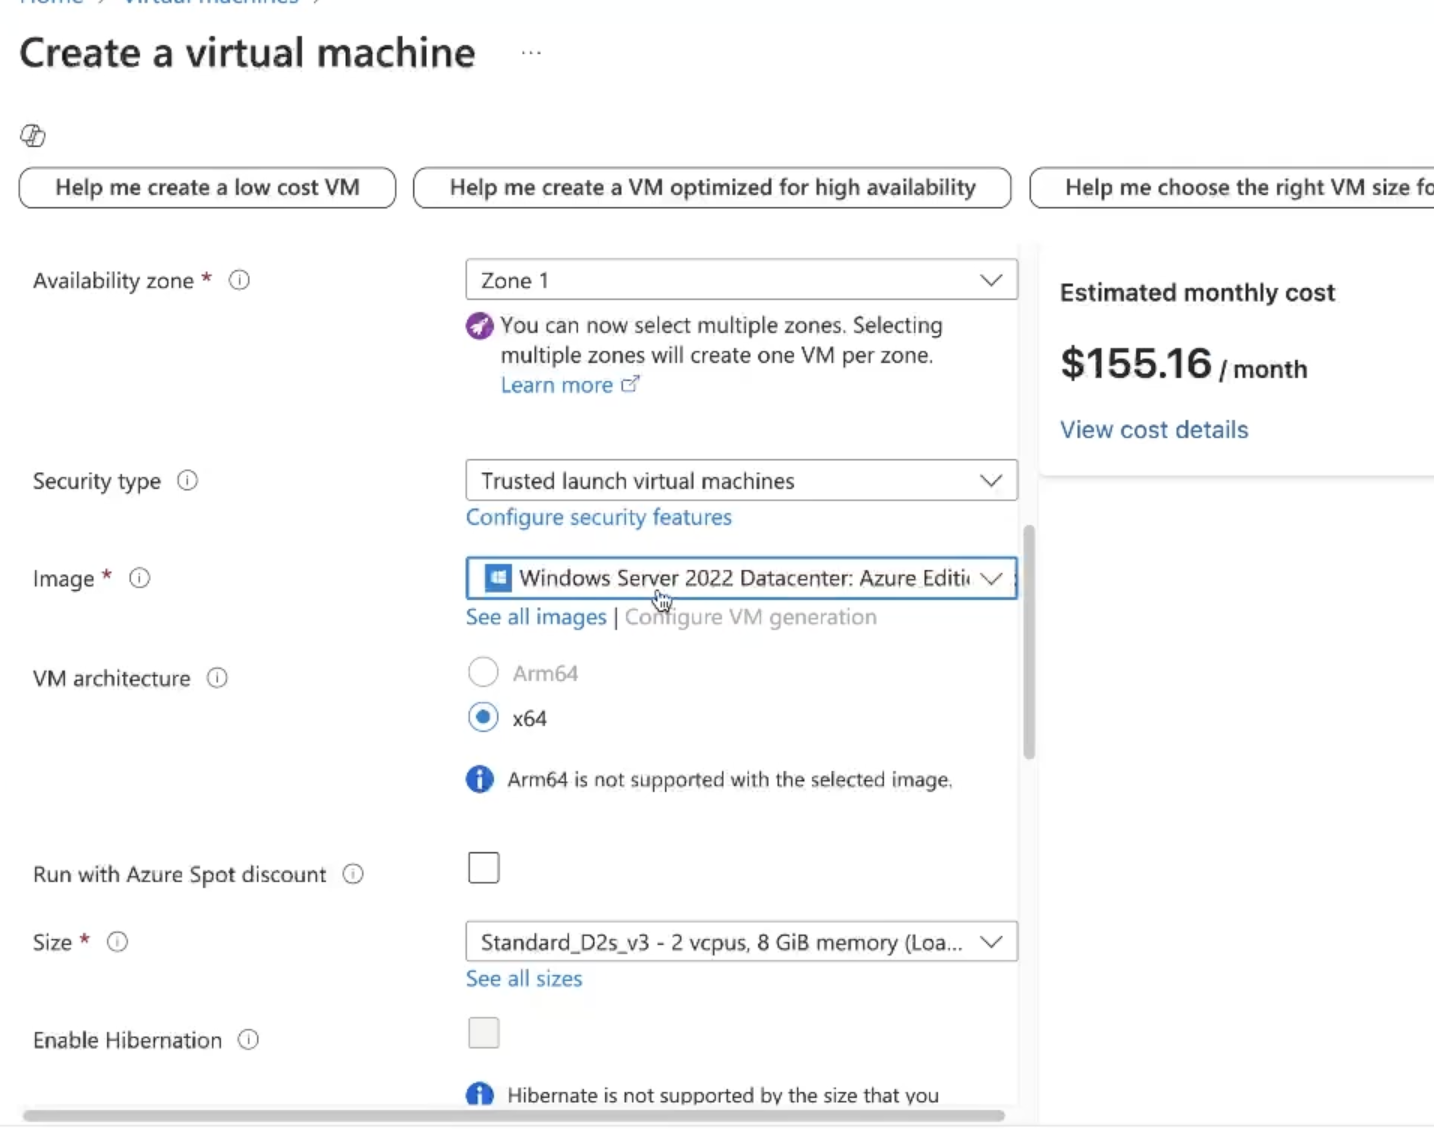 Home > Virtual machines >
Create a virtual machine ...
Help me create a low cost VM
Help me create a VM optimized for high availability
Help me choose the right VM size fo
Availability zone *
Zone 1
You can now select multiple zones. Selecting
multiple zones will create one VM per zone.
Learn more
Estimated monthly cost
$155.16 / month
View cost details
Security type
Trusted launch virtual machines
Configure security features
Image *
Windows Server 2022 Datacenter: Azure Editi
See all images | Configure VM generation
VM architecture
Arm64
x64
Arm64 is not supported with the selected image.
Run with Azure Spot discount
Size *
Standard_D2s_v3 - 2 vcpus, 8 GiB memory (Loa...
See all sizes
Enable Hibernation
Hibernate is not supported by the size that you